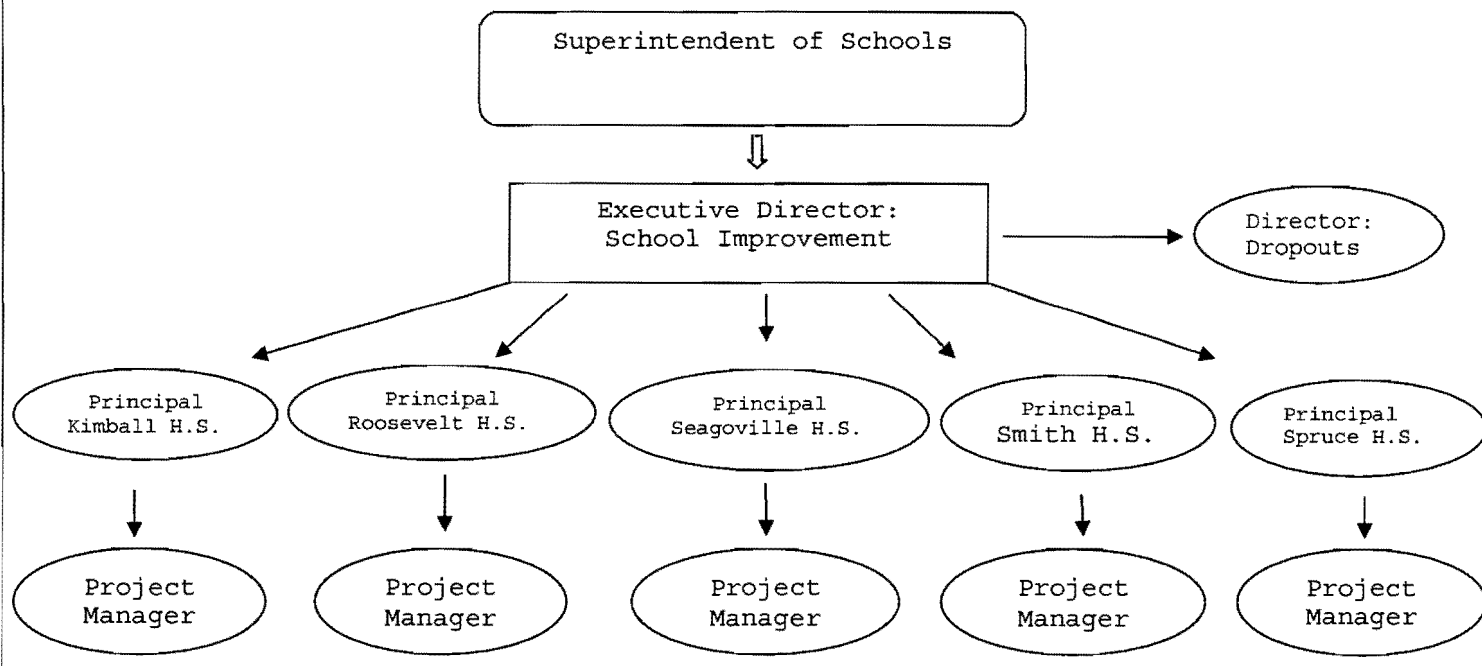 Superintendent of Schools
Executive Director:
School Improvement
Director:
Dropouts
Principal
Kimball H.S.
Principal
Roosevelt H.S.
Principal
Seagoville H.S.
Principal
Smith H.S.
Principal
Spruce H.S.
Project
Manager
Project
Manager
Project
Manager
Project
Manager
Project
Manager